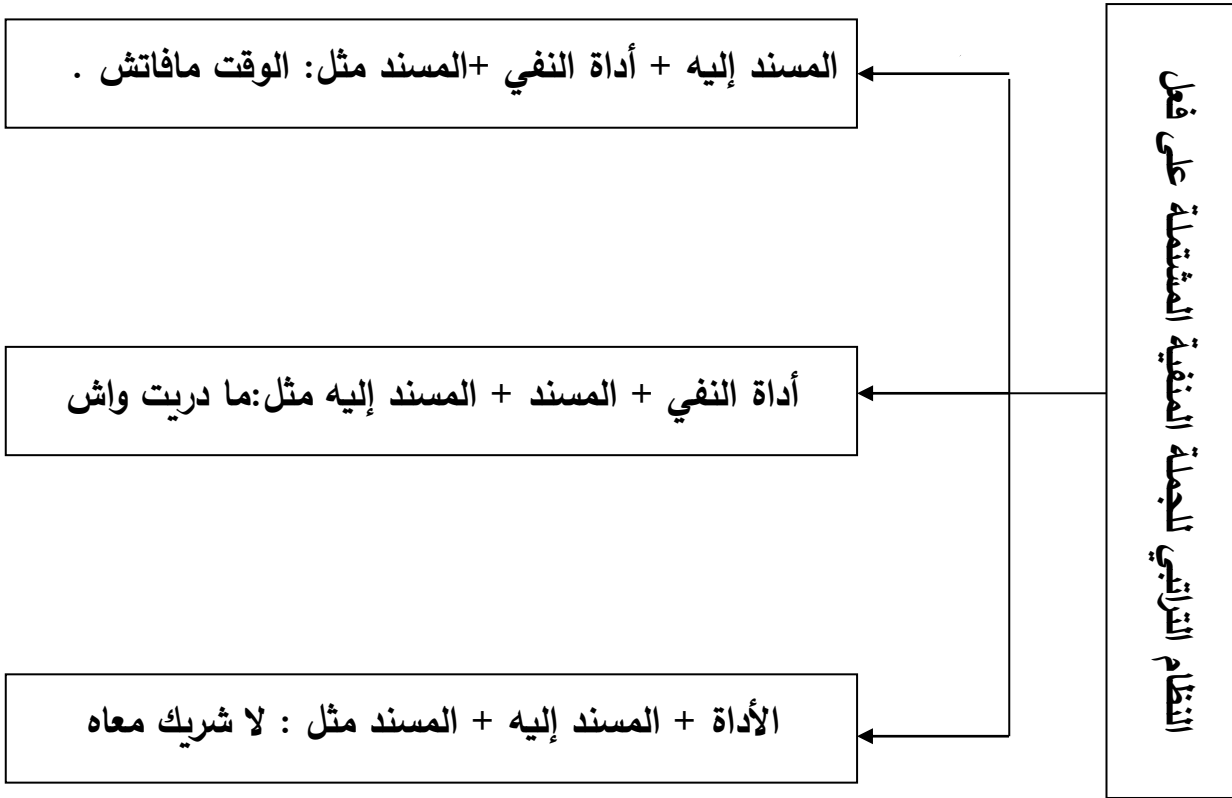 النظام التراتبي للجملة المنفية المشتملة على فعل
المسند إليه + أداة النفي +المسند مثل: الوقت مافاتش .
أداة النفي + المسند + المسند إليه مثل:ما دريت واش
الأداة + المسند إليه + المسند مثل : لا شريك معاه